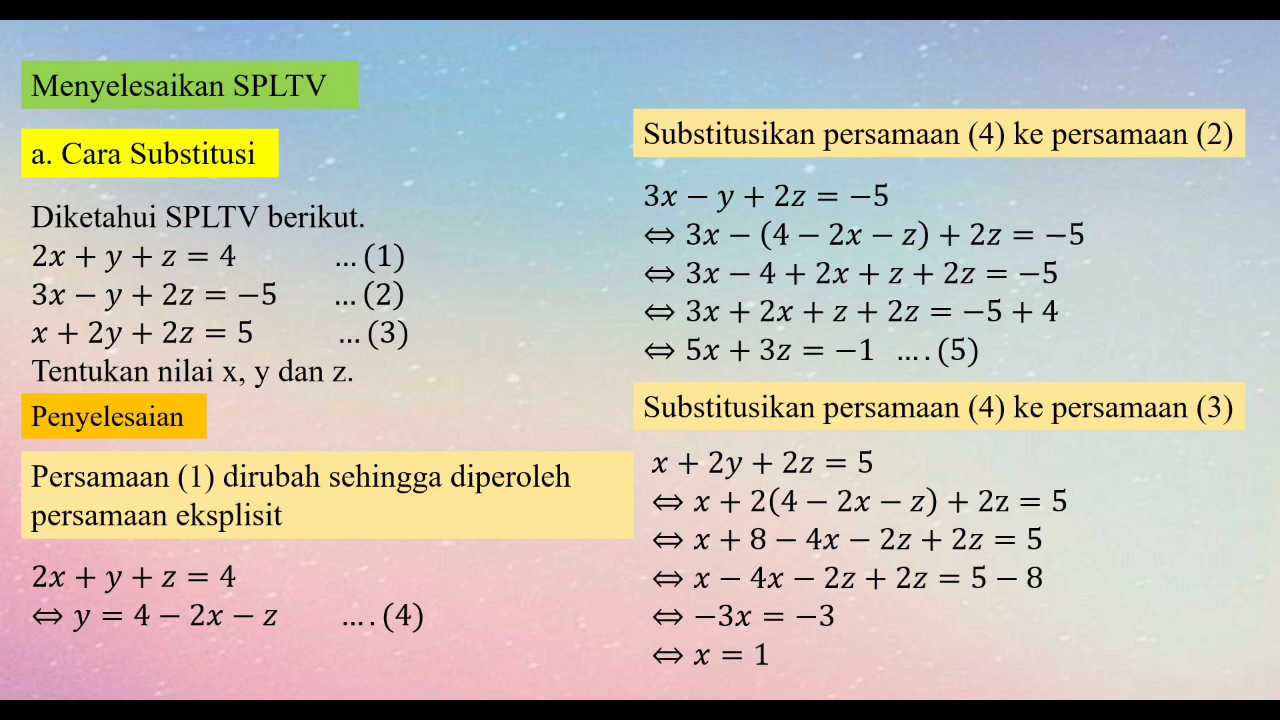 Menyelesaikan SPLTV
a. Cara Substitusi
Diketahui SPLTV berikut.
2x + y + z = 4 ... (1)
3x − y + 2z = −5 ... (2)
x + 2y + 2z = 5 ... (3)
Tentukan nilai x, y dan z.
Penyelesaian
Persamaan (1) dirubah sehingga diperoleh
persamaan eksplisit
2x + y + z = 4
⇔ y = 4 − 2x − z .... (4)
Substitusikan persamaan (4) ke persamaan (2)
3x − y + 2z = −5
⇔ 3x − (4 − 2x − z) + 2z = −5
⇔ 3x − 4 + 2x + z + 2z = −5
⇔ 3x + 2x + z + 2z = −5 + 4
⇔ 5x + 3z = −1 .... (5)
Substitusikan persamaan (4) ke persamaan (3)
x + 2y + 2z = 5
⇔ x + 2(4 − 2x − z) + 2z = 5
⇔ x + 8 − 4x − 2z + 2z = 5
⇔ x − 4x − 2z + 2z = 5 − 8
⇔ −3x = −3
⇔ x = 1